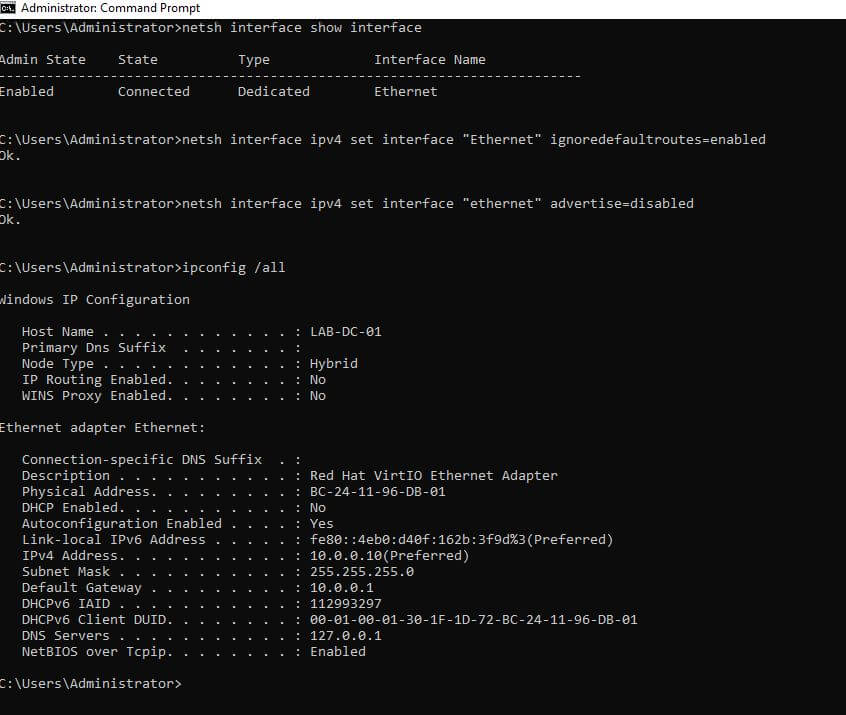 Administrator: Command Prompt
C:\Users\Administrator>netsh interface show interface
Admin State    State          Type             Interface Name
-------------------------------------------------------------------------
Enabled        Connected      Dedicated        Ethernet
C:\Users\Administrator>netsh interface ipv4 set interface "Ethernet" ignoredefaultroutes=enabled
Ok.
C:\Users\Administrator>netsh interface ipv4 set interface "ethernet" advertise=disabled
Ok.
C:\Users\Administrator>ipconfig /all
Windows IP Configuration
   Host Name . . . . . . . . . . . . : LAB-DC-01
   Primary Dns Suffix  . . . . . . . :
   Node Type . . . . . . . . . . . . : Hybrid
   IP Routing Enabled. . . . . . . . : No
   WINS Proxy Enabled. . . . . . . . : No
Ethernet adapter Ethernet:
   Connection-specific DNS Suffix  . :
   Description . . . . . . . . . . . : Red Hat VirtIO Ethernet Adapter
   Physical Address. . . . . . . . . : BC-24-11-96-DB-01
   DHCP Enabled. . . . . . . . . . . : No
   Autoconfiguration Enabled . . . . : Yes
   Link-local IPv6 Address . . . . . : fe80::4eb0:d40f:162b:3f9d%3(Preferred)
   IPv4 Address. . . . . . . . . . . : 10.0.0.10(Preferred)
   Subnet Mask . . . . . . . . . . . : 255.255.255.0
   Default Gateway . . . . . . . . . : 10.0.0.1
   DHCPv6 IAID . . . . . . . . . . . : 112993297
   DHCPv6 Client DUID. . . . . . . . : 00-01-00-01-30-1F-1D-72-BC-24-11-96-DB-01
   DNS Servers . . . . . . . . . . . : 127.0.0.1
   NetBIOS over Tcpip. . . . . . . . : Enabled
C:\Users\Administrator>